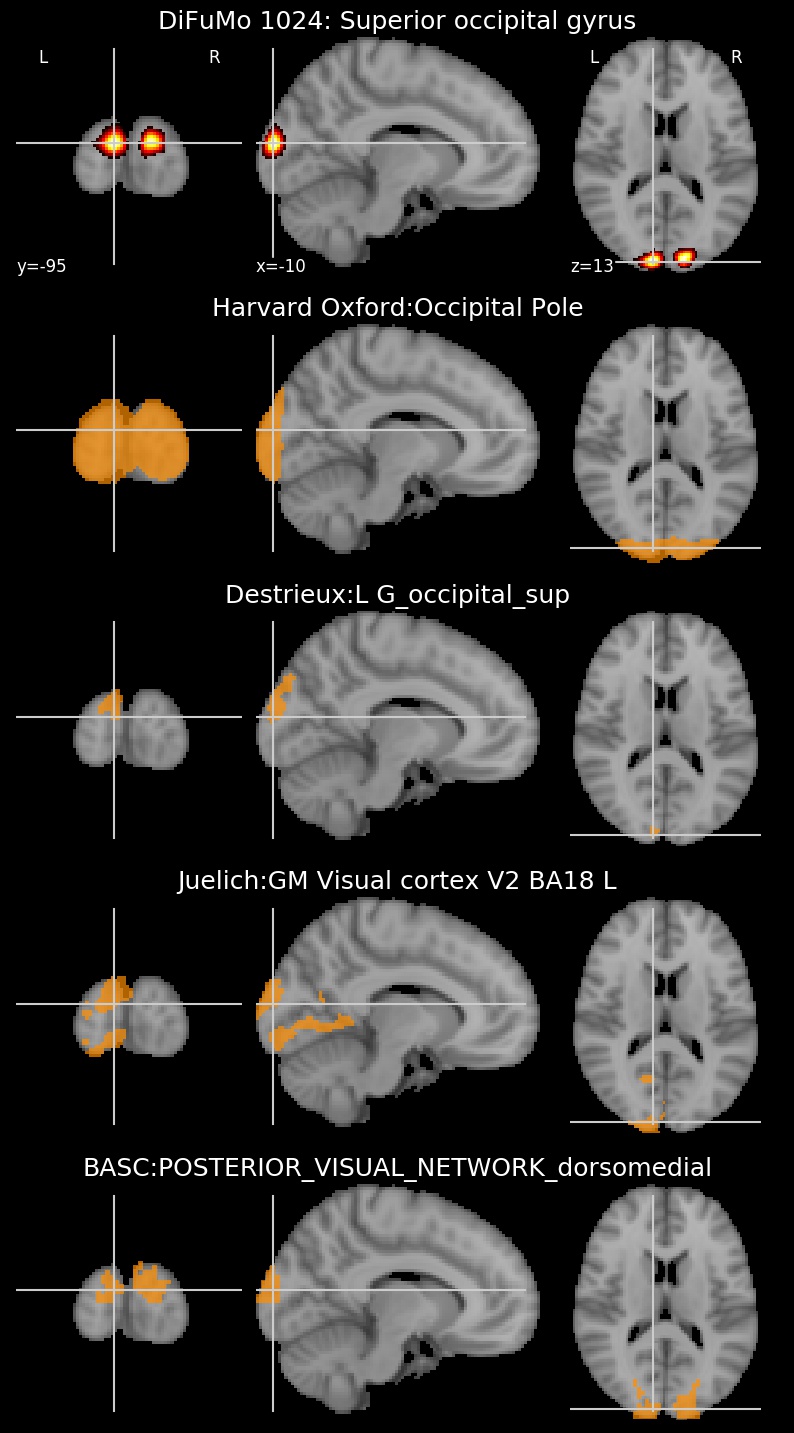 DiFuMo 1024: Superior occipital gyrus
L R L R
y=-95 x=-10 z=13
Harvard Oxford:Occipital Pole
Destrieux:L G_occipital_sup
Juelich:GM Visual cortex V2 BA18 L
BASC:POSTERIOR_VISUAL_NETWORK_dorsomedial